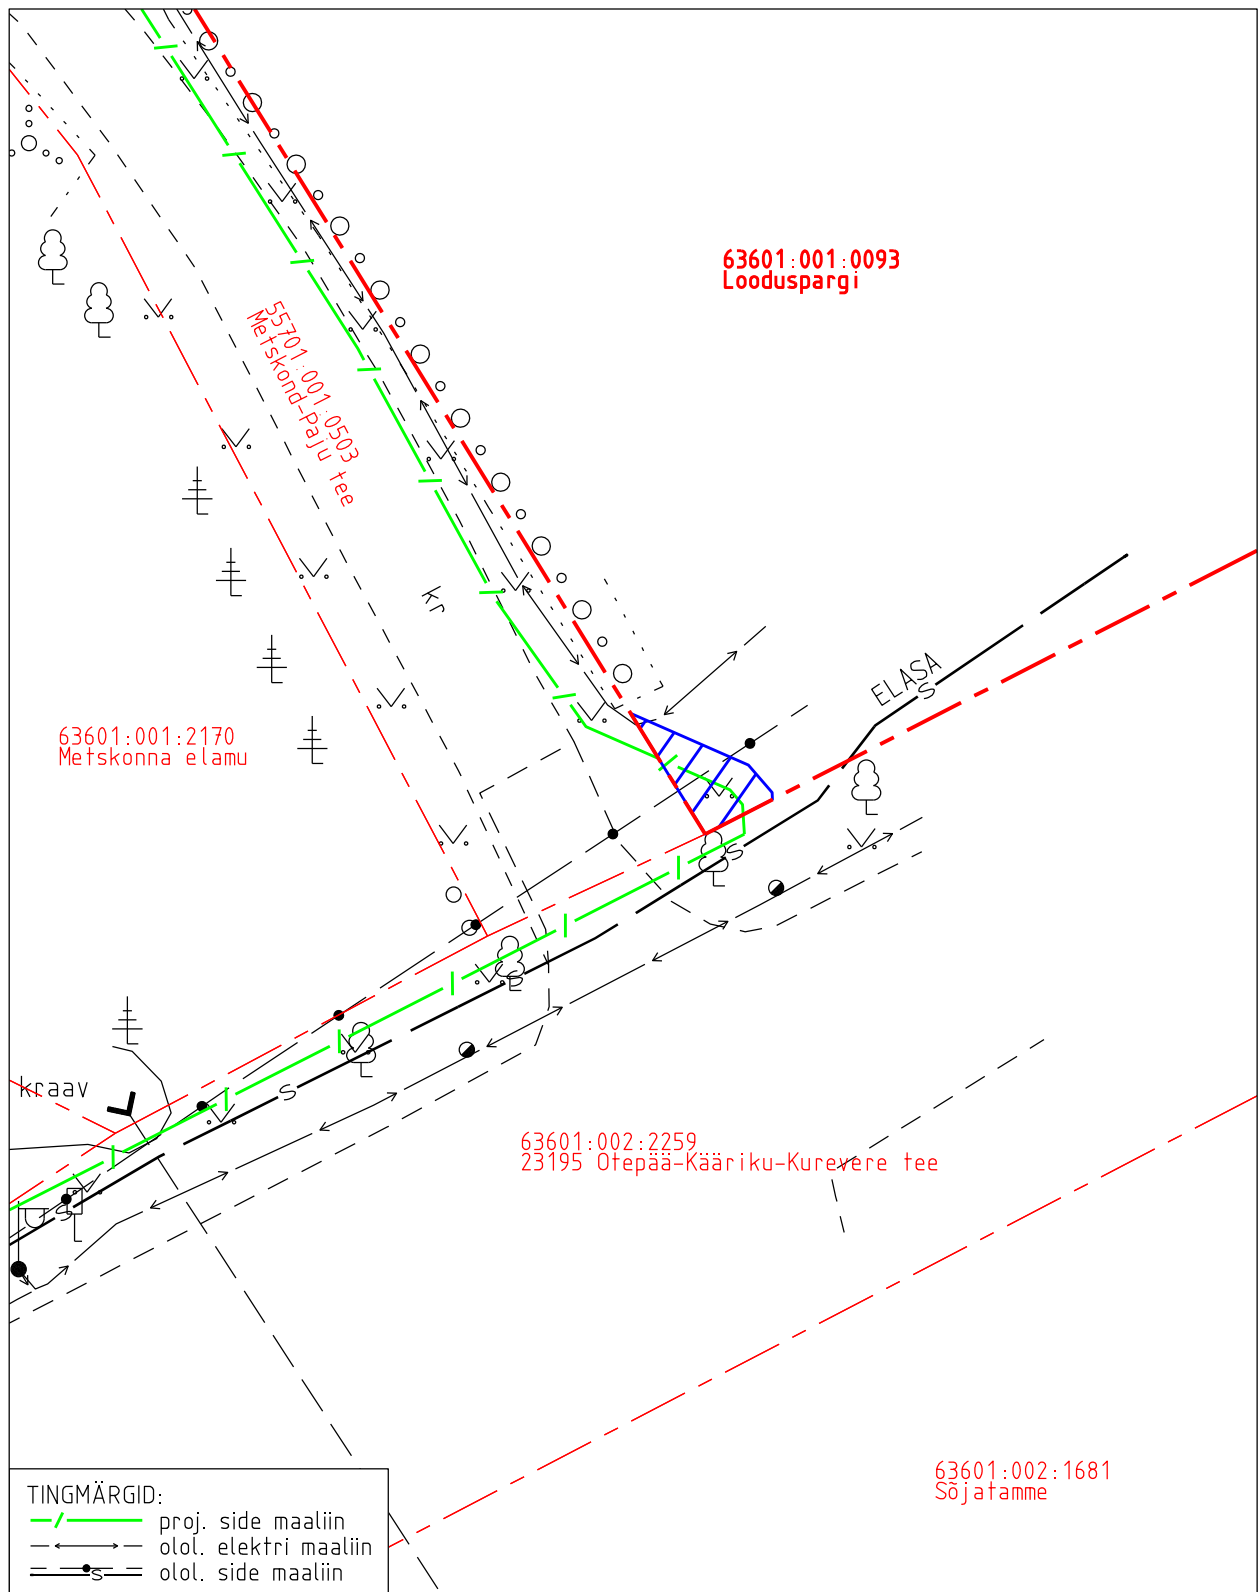 63601:001:0093
Looduspargi
55701:001:0503
Metskond-Paju tee
kr
ELASA
S
63601:001:2170
Metskonna elamu
S
S
S
kraav
S
63601:002:2259
23195 Otepää-Kääriku-Kurevere tee
63601:002:1681
Sõjatamme
TINGMÄRGID:
proj. side maaliin
olol. elektri maaliin
S
olol. side maaliin